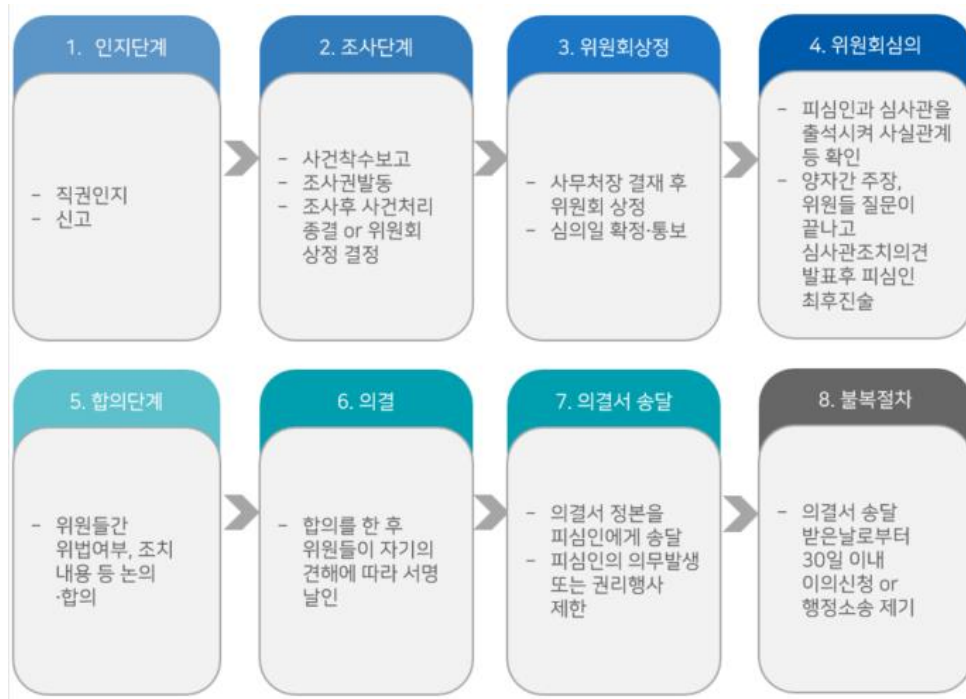 1. 인지단계
- 직권인지
- 신고
2. 조사단계
- 사건착수보고
- 조사권발동
- 조사후 사건처리
종결 or 위원회
상정 결정
3. 위원회상정
- 사무처장 결재 후
위원회 상정
- 심의일 확정·통보
4. 위원회심의
- 피심인과 심사관을
출석시켜 사실관계
등 확인
- 양자간 주장,
위원들 질문이
끝나고
심사관조치의견
발표후 피심인
최후진술
5. 합의단계
- 위원들간
위법여부, 조치
내용 등 논의
·합의
6. 의결
- 합의를 한 후
위원들이 자기의
견해에 따라 서명
날인
7. 의결서 송달
- 의결서 정본을
피심인에게 송달
- 피심인의 의무발생
또는 권리행사
제한
8. 불복절차
- 의결서 송달
받은날로부터
30일 이내
이의신청 or
행정소송 제기